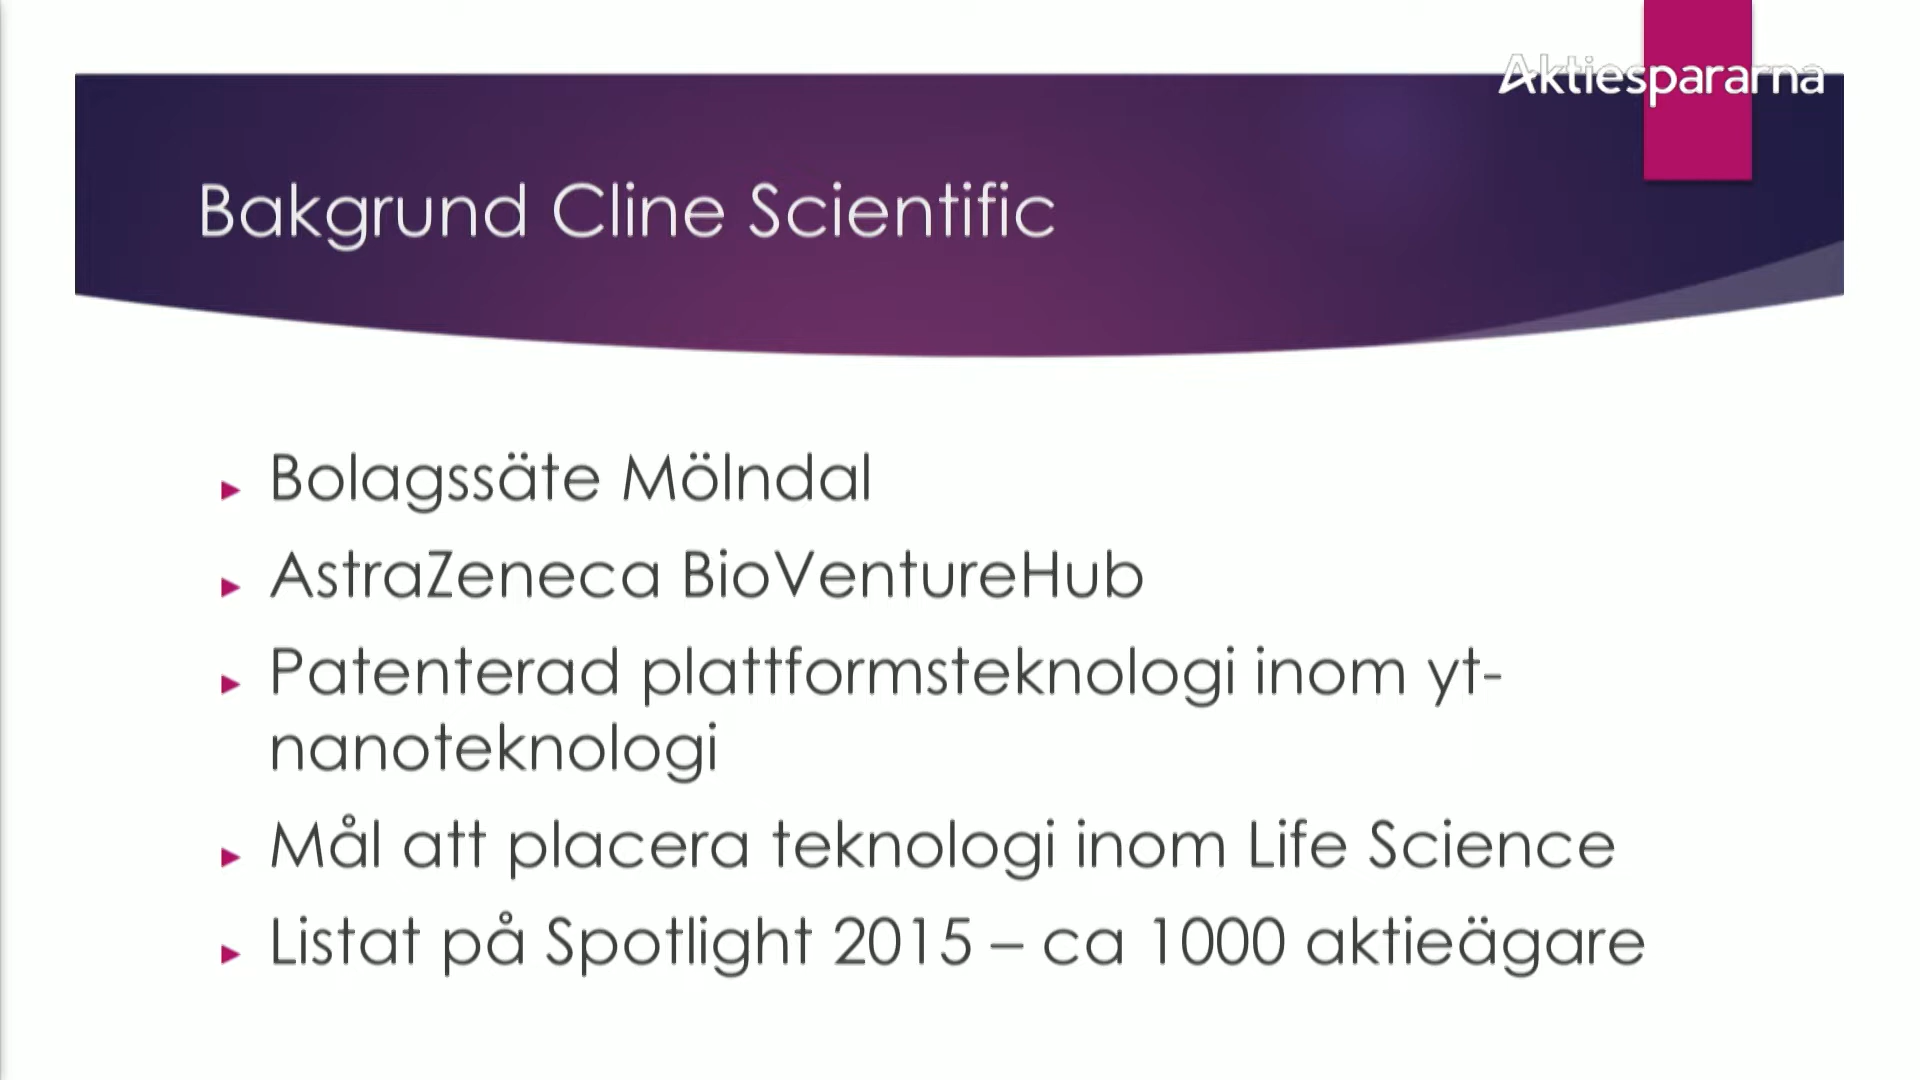 Aktiespararna
Bakgrund Cline Scientific
Bolagssäte Mölndal
AstraZeneca BioVentureHub
Patenterad plattformsteknologi inom yt-
nanoteknologi
Mål att placera teknologi inom Life Science
Listat på Spotlight 2015 – ca 1000 aktieägare